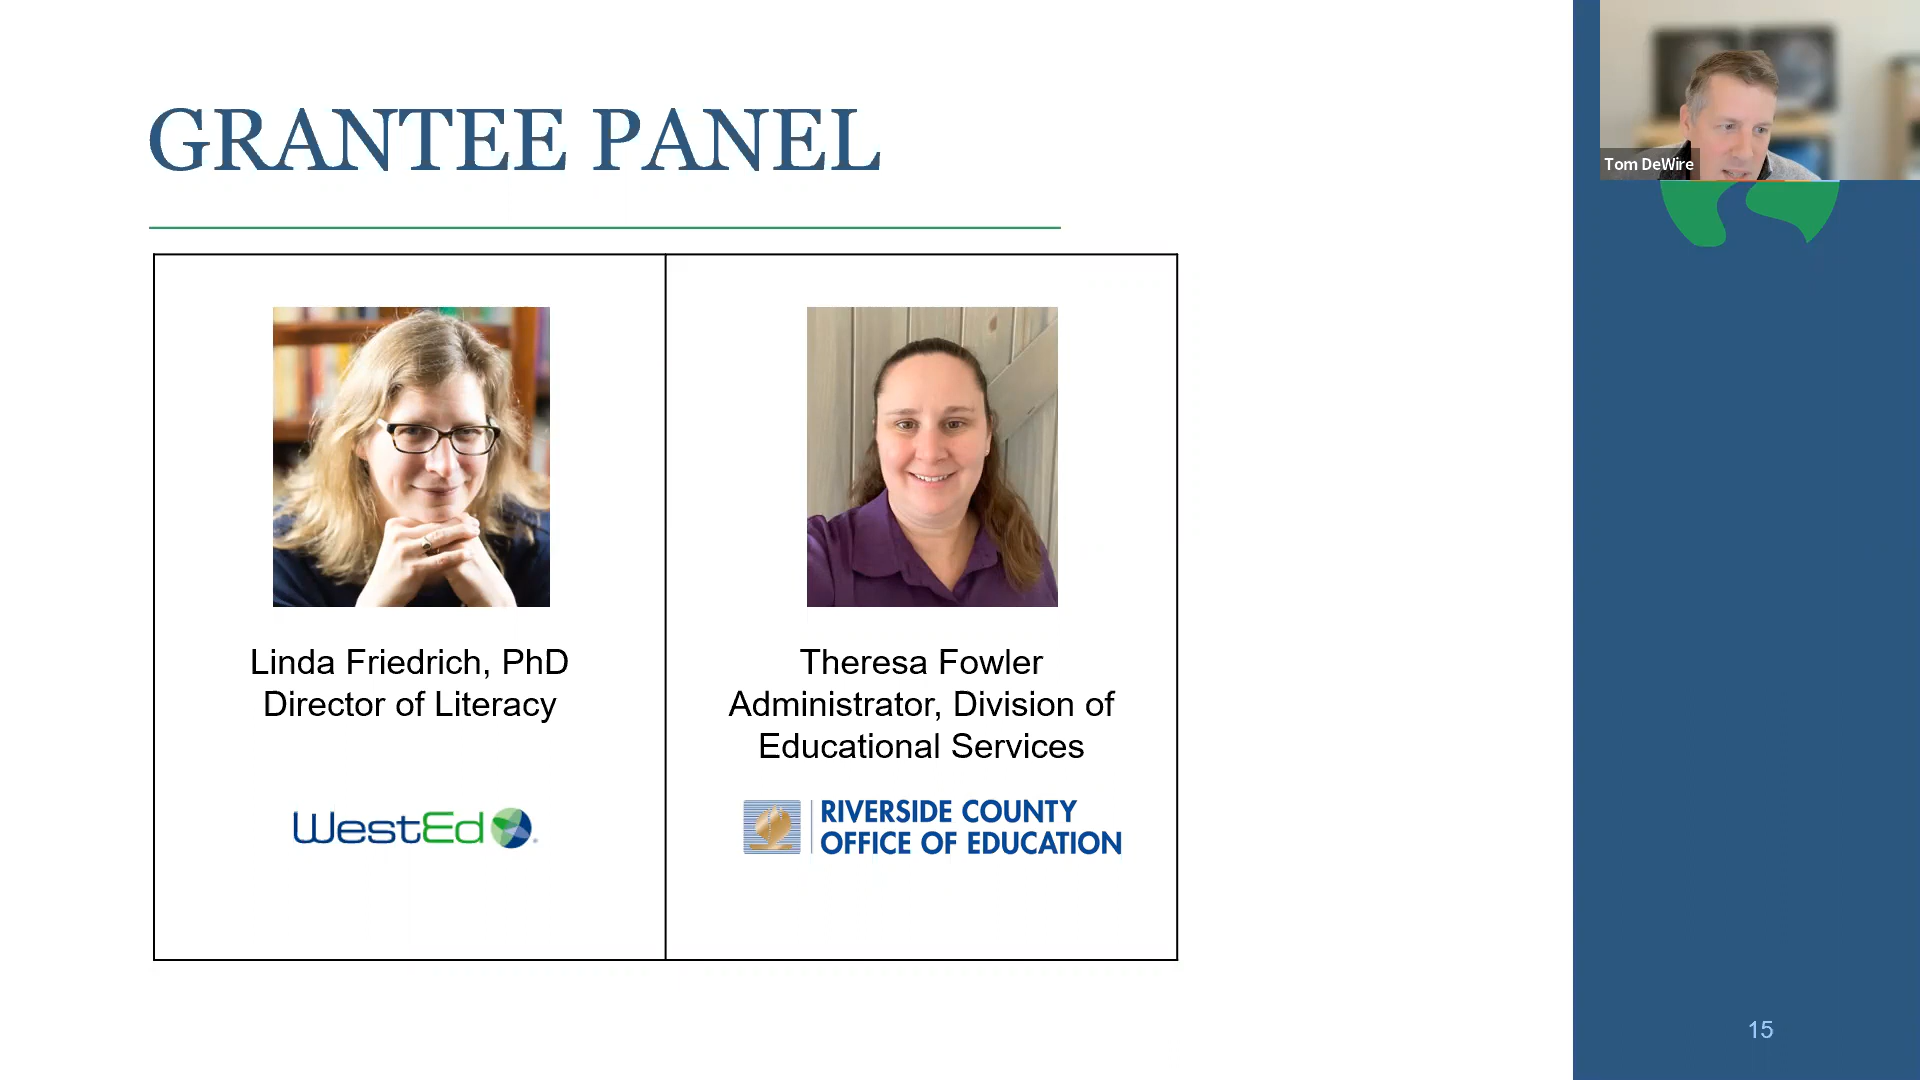 GRANTEE PANEL
Tom DeWire
Linda Friedrich, PhD
Director of Literacy
WestEd
Theresa Fowler
Administrator, Division of
Educational Services
RIVERSIDE COUNTY
OFFICE OF EDUCATION
15